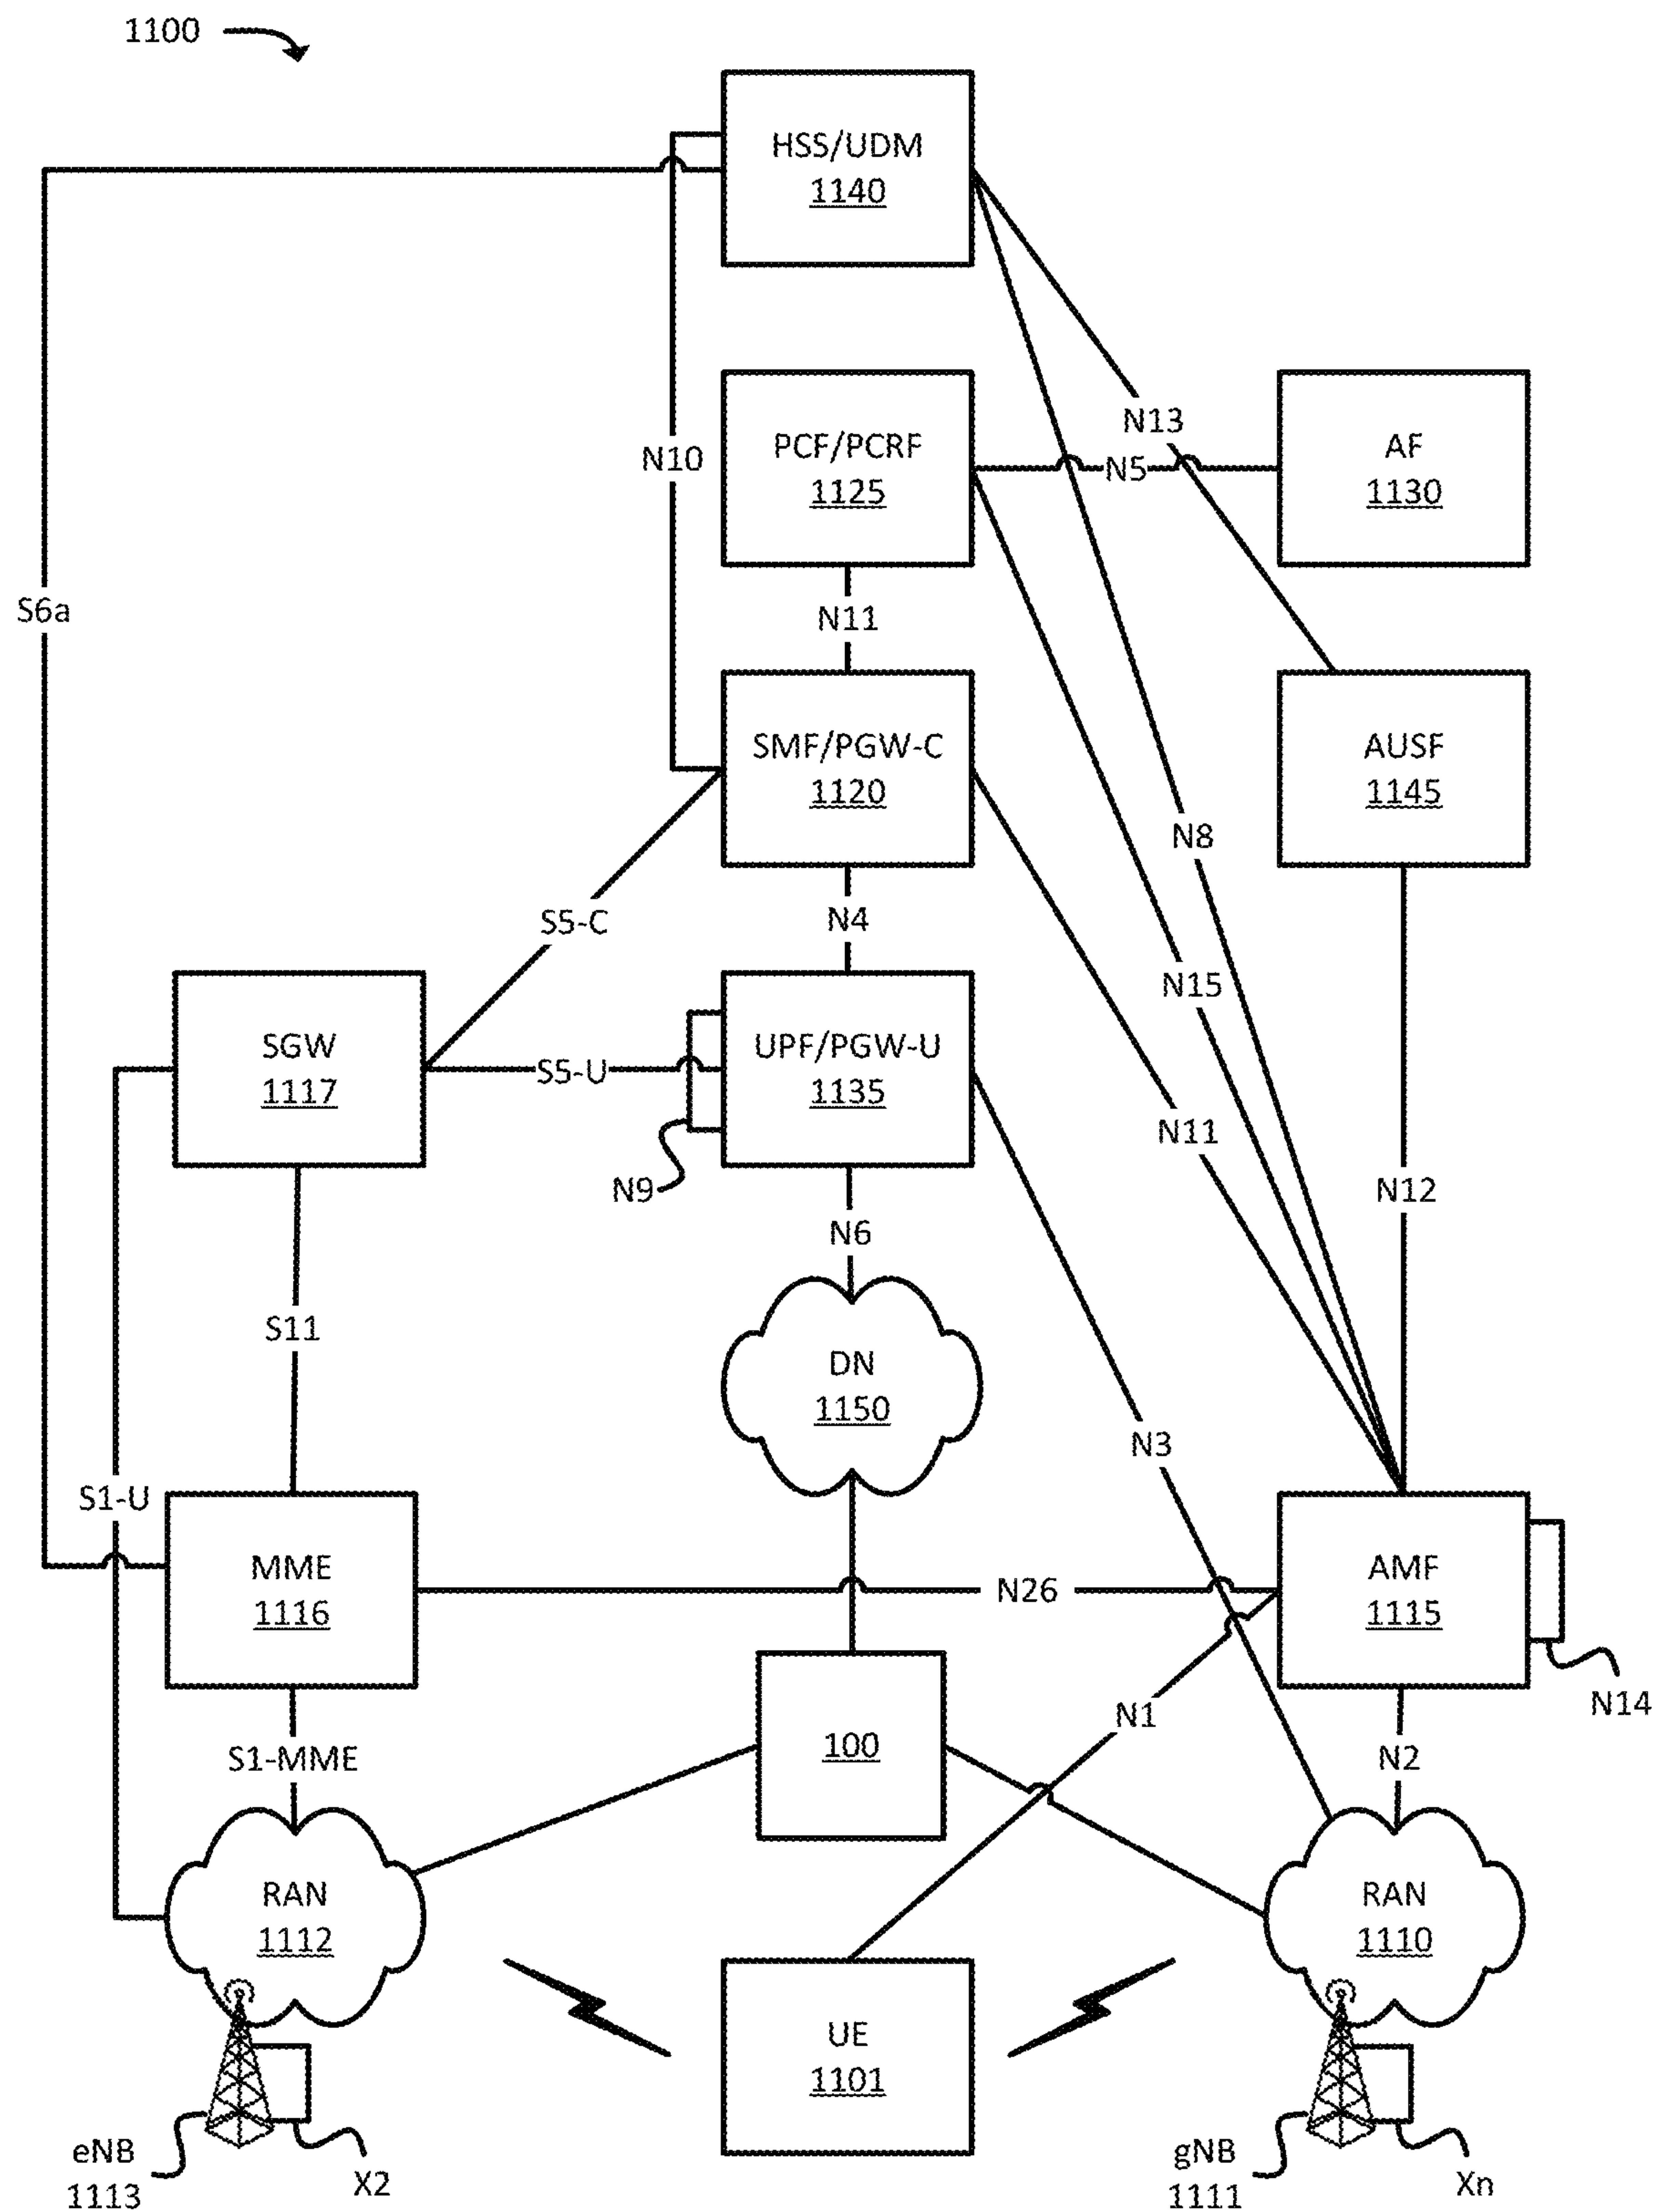 1100
HSS/UDM
1140
N10
PCF/PCRF
1125
N13
N5
AF
1130
S6a
N11
SMF/PGW-C
1120
AUSF
1145
N8
S5-C
N4
N15
SGW
1117
S5-U
UPF/PGW-U
1135
N11
N9
N12
N6
S11
DN
1150
N3
S1-U
MME
1116
N26
AMF
1115
N14
N1
S1-MME
100
N2
RAN
1112
RAN
1110
UE
1101
eNB
1113
X2
gNB
1111
Xn